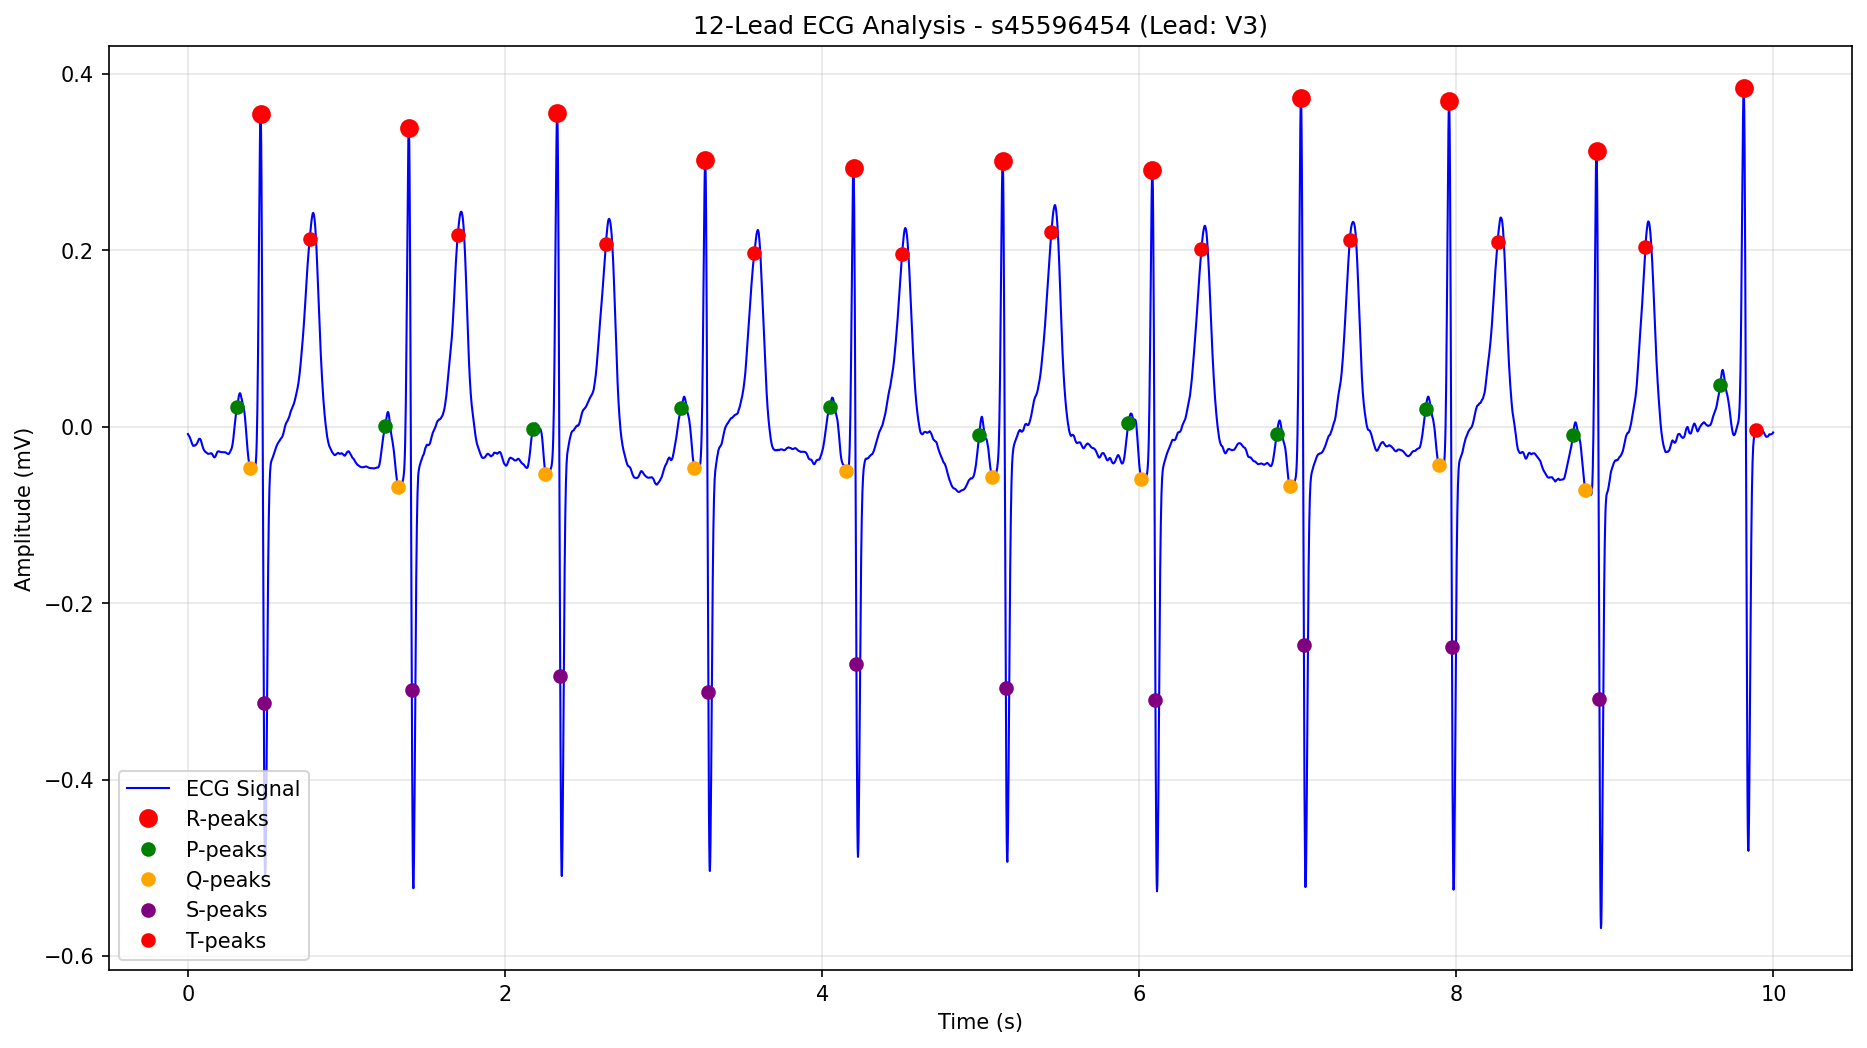 12-Lead ECG Analysis - s45596454 (Lead: V3)
Amplitude (mV)
0.4
0.2
0.0
−0.2
−0.4
−0.6
ECG Signal
R-peaks
P-peaks
Q-peaks
S-peaks
T-peaks
0 2 4 6 8 10
Time (s)